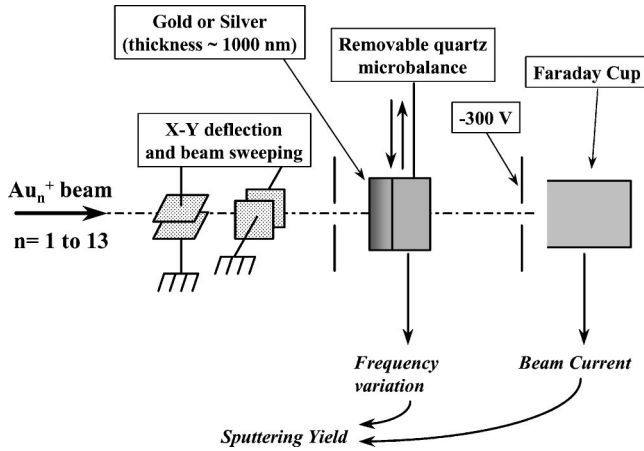 Gold or Silver
(thickness ~ 1000 nm)
Removable quartz
microbalance
Faraday Cup
-300 V
X-Y deflection
and beam sweeping
Auₙ⁺ beam
n= 1 to 13
Frequency
variation
Beam Current
Sputtering Yield